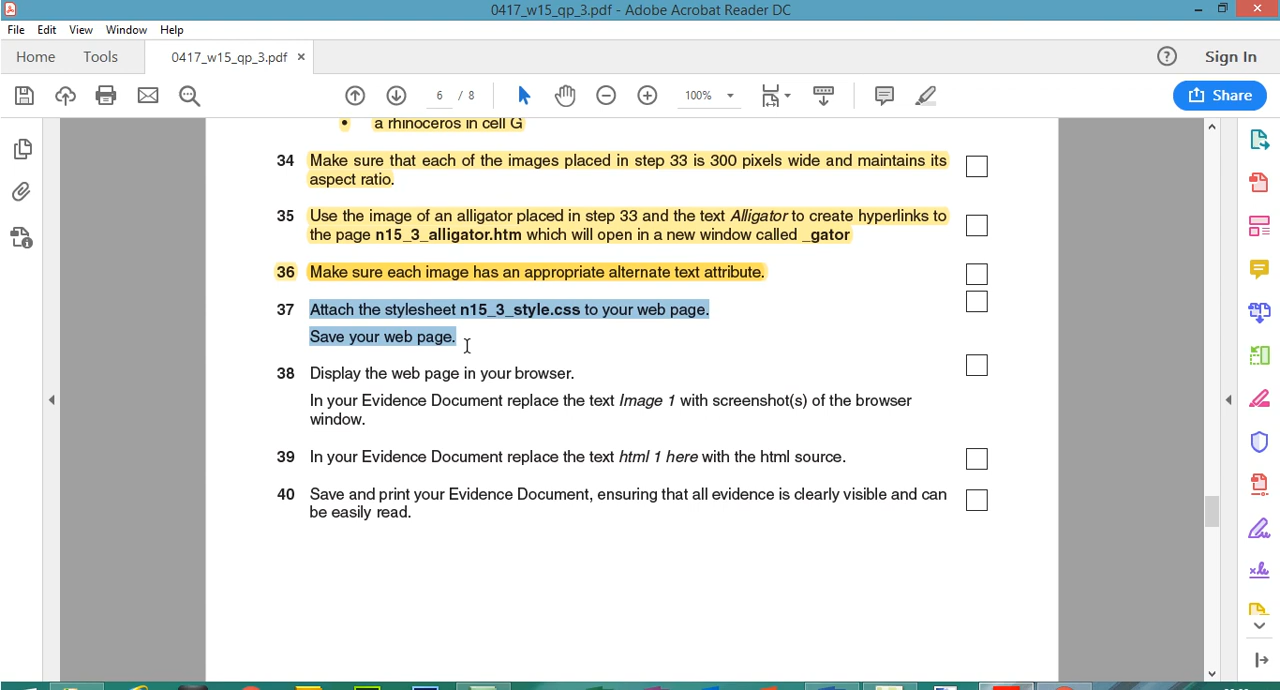 0417_w15_qp_3.pdf - Adobe Acrobat Reader DC
File Edit View Window Help
Home Tools 0417_w15_qp_3.pdf × ? Sign In
6 / 8 100% Share
• a rhinoceros in cell G
34 Make sure that each of the images placed in step 33 is 300 pixels wide and maintains its
aspect ratio.
35 Use the image of an alligator placed in step 33 and the text Alligator to create hyperlinks to
the page n15_3_alligator.htm which will open in a new window called _gator
36 Make sure each image has an appropriate alternate text attribute.
37 Attach the stylesheet n15_3_style.css to your web page.
Save your web page.
38 Display the web page in your browser.
In your Evidence Document replace the text Image 1 with screenshot(s) of the browser
window.
39 In your Evidence Document replace the text html 1 here with the html source.
40 Save and print your Evidence Document, ensuring that all evidence is clearly visible and can
be easily read.